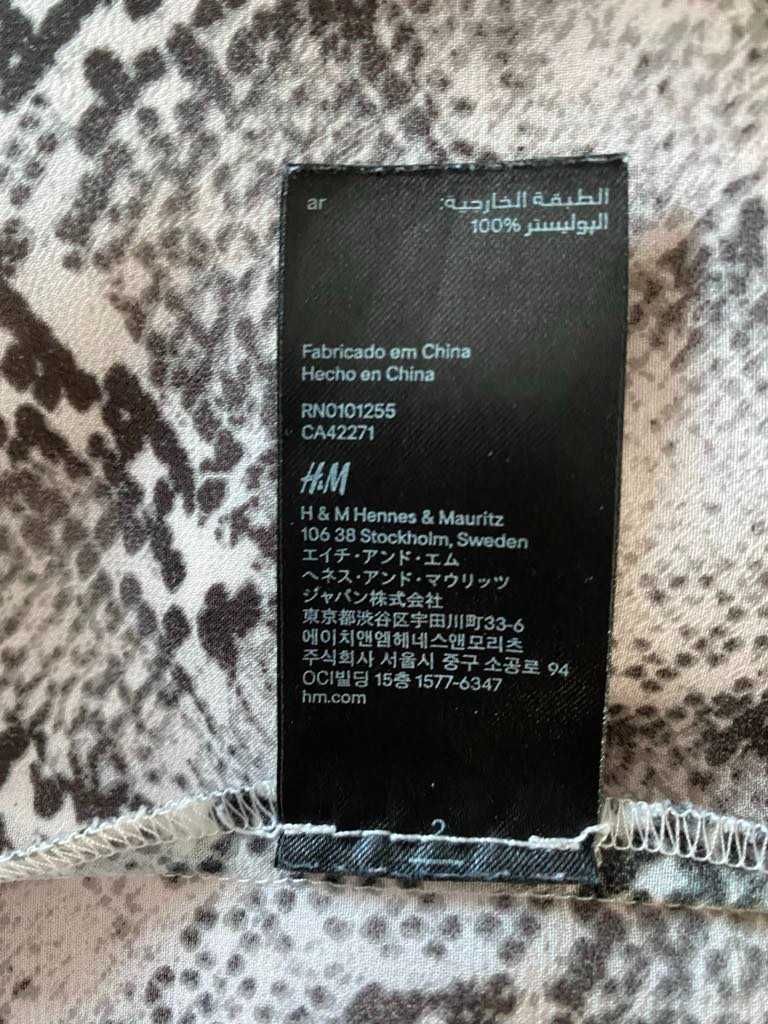 ar
الطبقة الخارجية:
البوليستر %100
Fabricado em China
Hecho en China
RN0101255
CA42271
H&M
H & M Hennes & Mauritz
106 38 Stockholm, Sweden
エイチ・アンド・エム
ヘネス・アンド・マウリッツ
ジャパン株式会社
東京都渋谷区宇田川町33-6
에이치앤엠헤네스앤모리츠
주식회사 서울시 중구 소공로 94
OCI빌딩 15층 1577-6347
hm.com
2